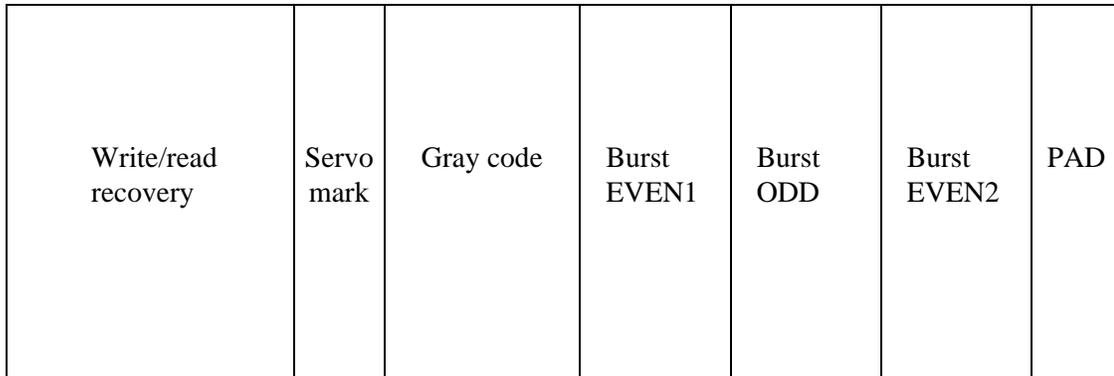 Write/read
recovery
Servo
mark
Gray code
Burst
EVEN1
Burst
ODD
Burst
EVEN2
PAD